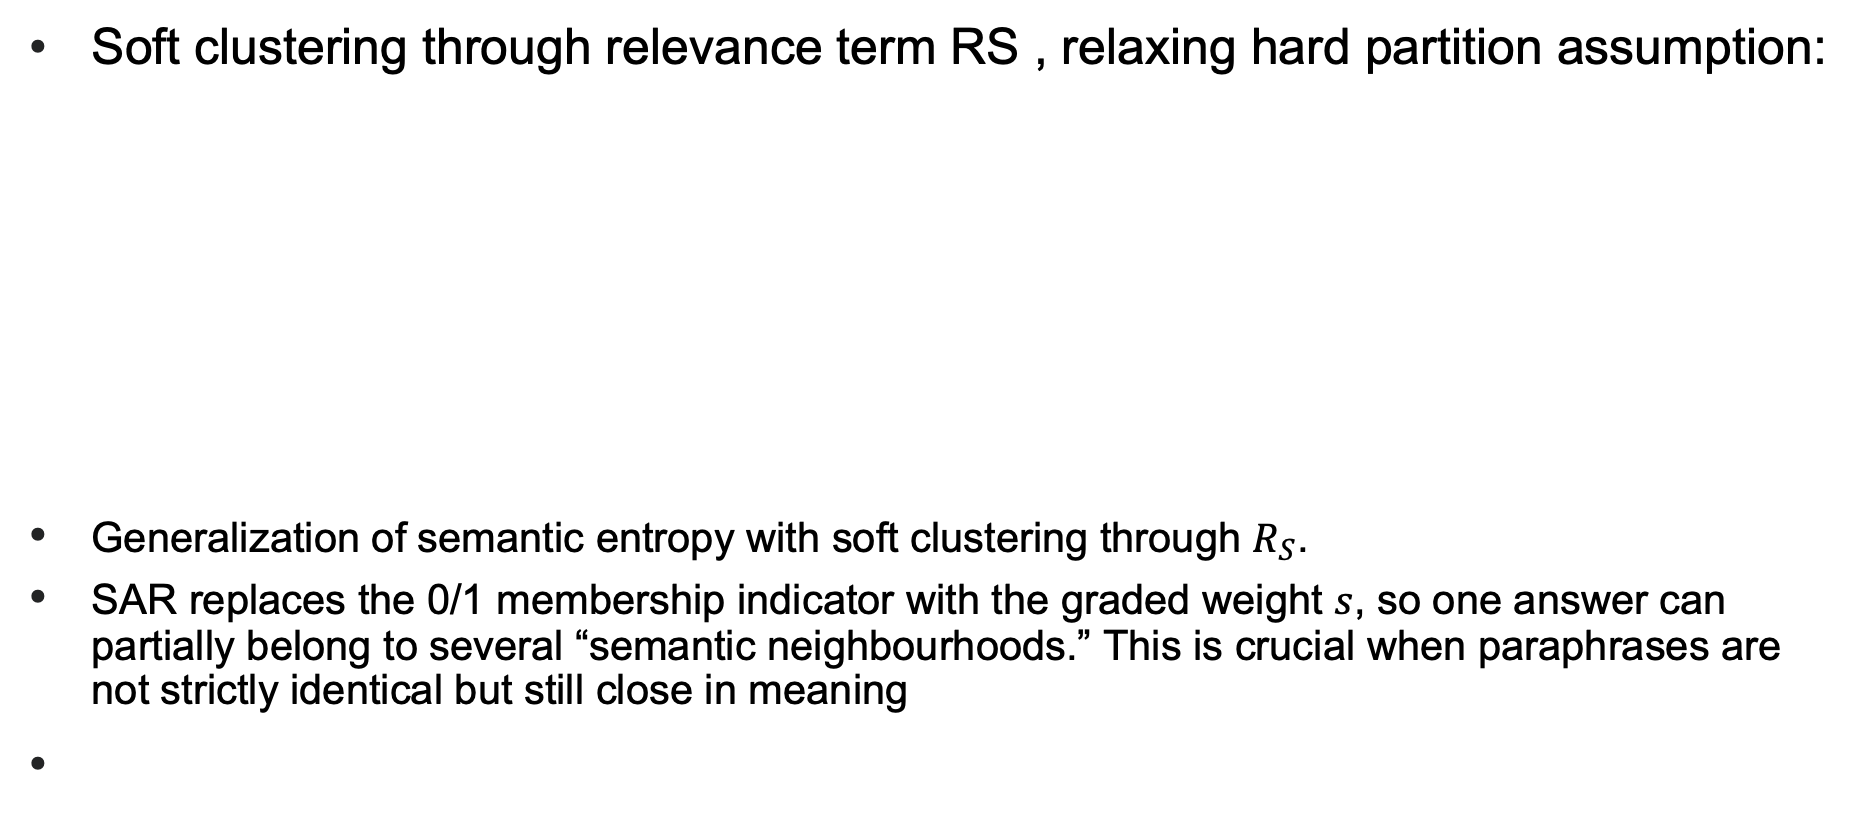 • Soft clustering through relevance term RS , relaxing hard partition assumption:
• Generalization of semantic entropy with soft clustering through R_S.
• SAR replaces the 0/1 membership indicator with the graded weight s, so one answer can
partially belong to several “semantic neighbourhoods.” This is crucial when paraphrases are
not strictly identical but still close in meaning
•